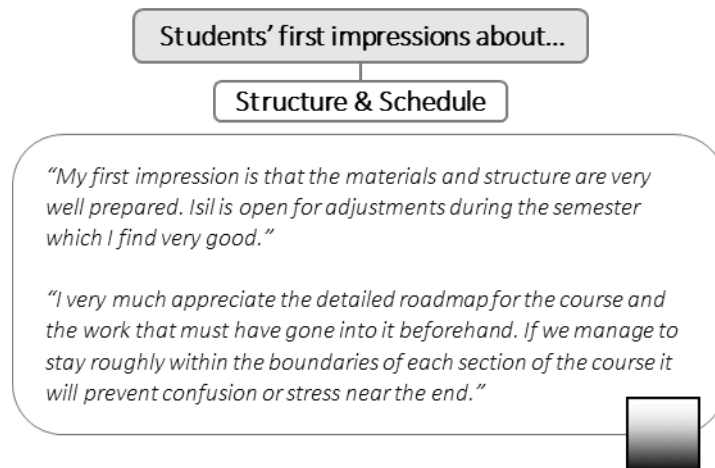 Students’ first impressions about...
Structure & Schedule
“My first impression is that the materials and structure are very
well prepared. Isil is open for adjustments during the semester
which I find very good.”
“I very much appreciate the detailed roadmap for the course and
the work that must have gone into it beforehand. If we manage to
stay roughly within the boundaries of each section of the course it
will prevent confusion or stress near the end.”